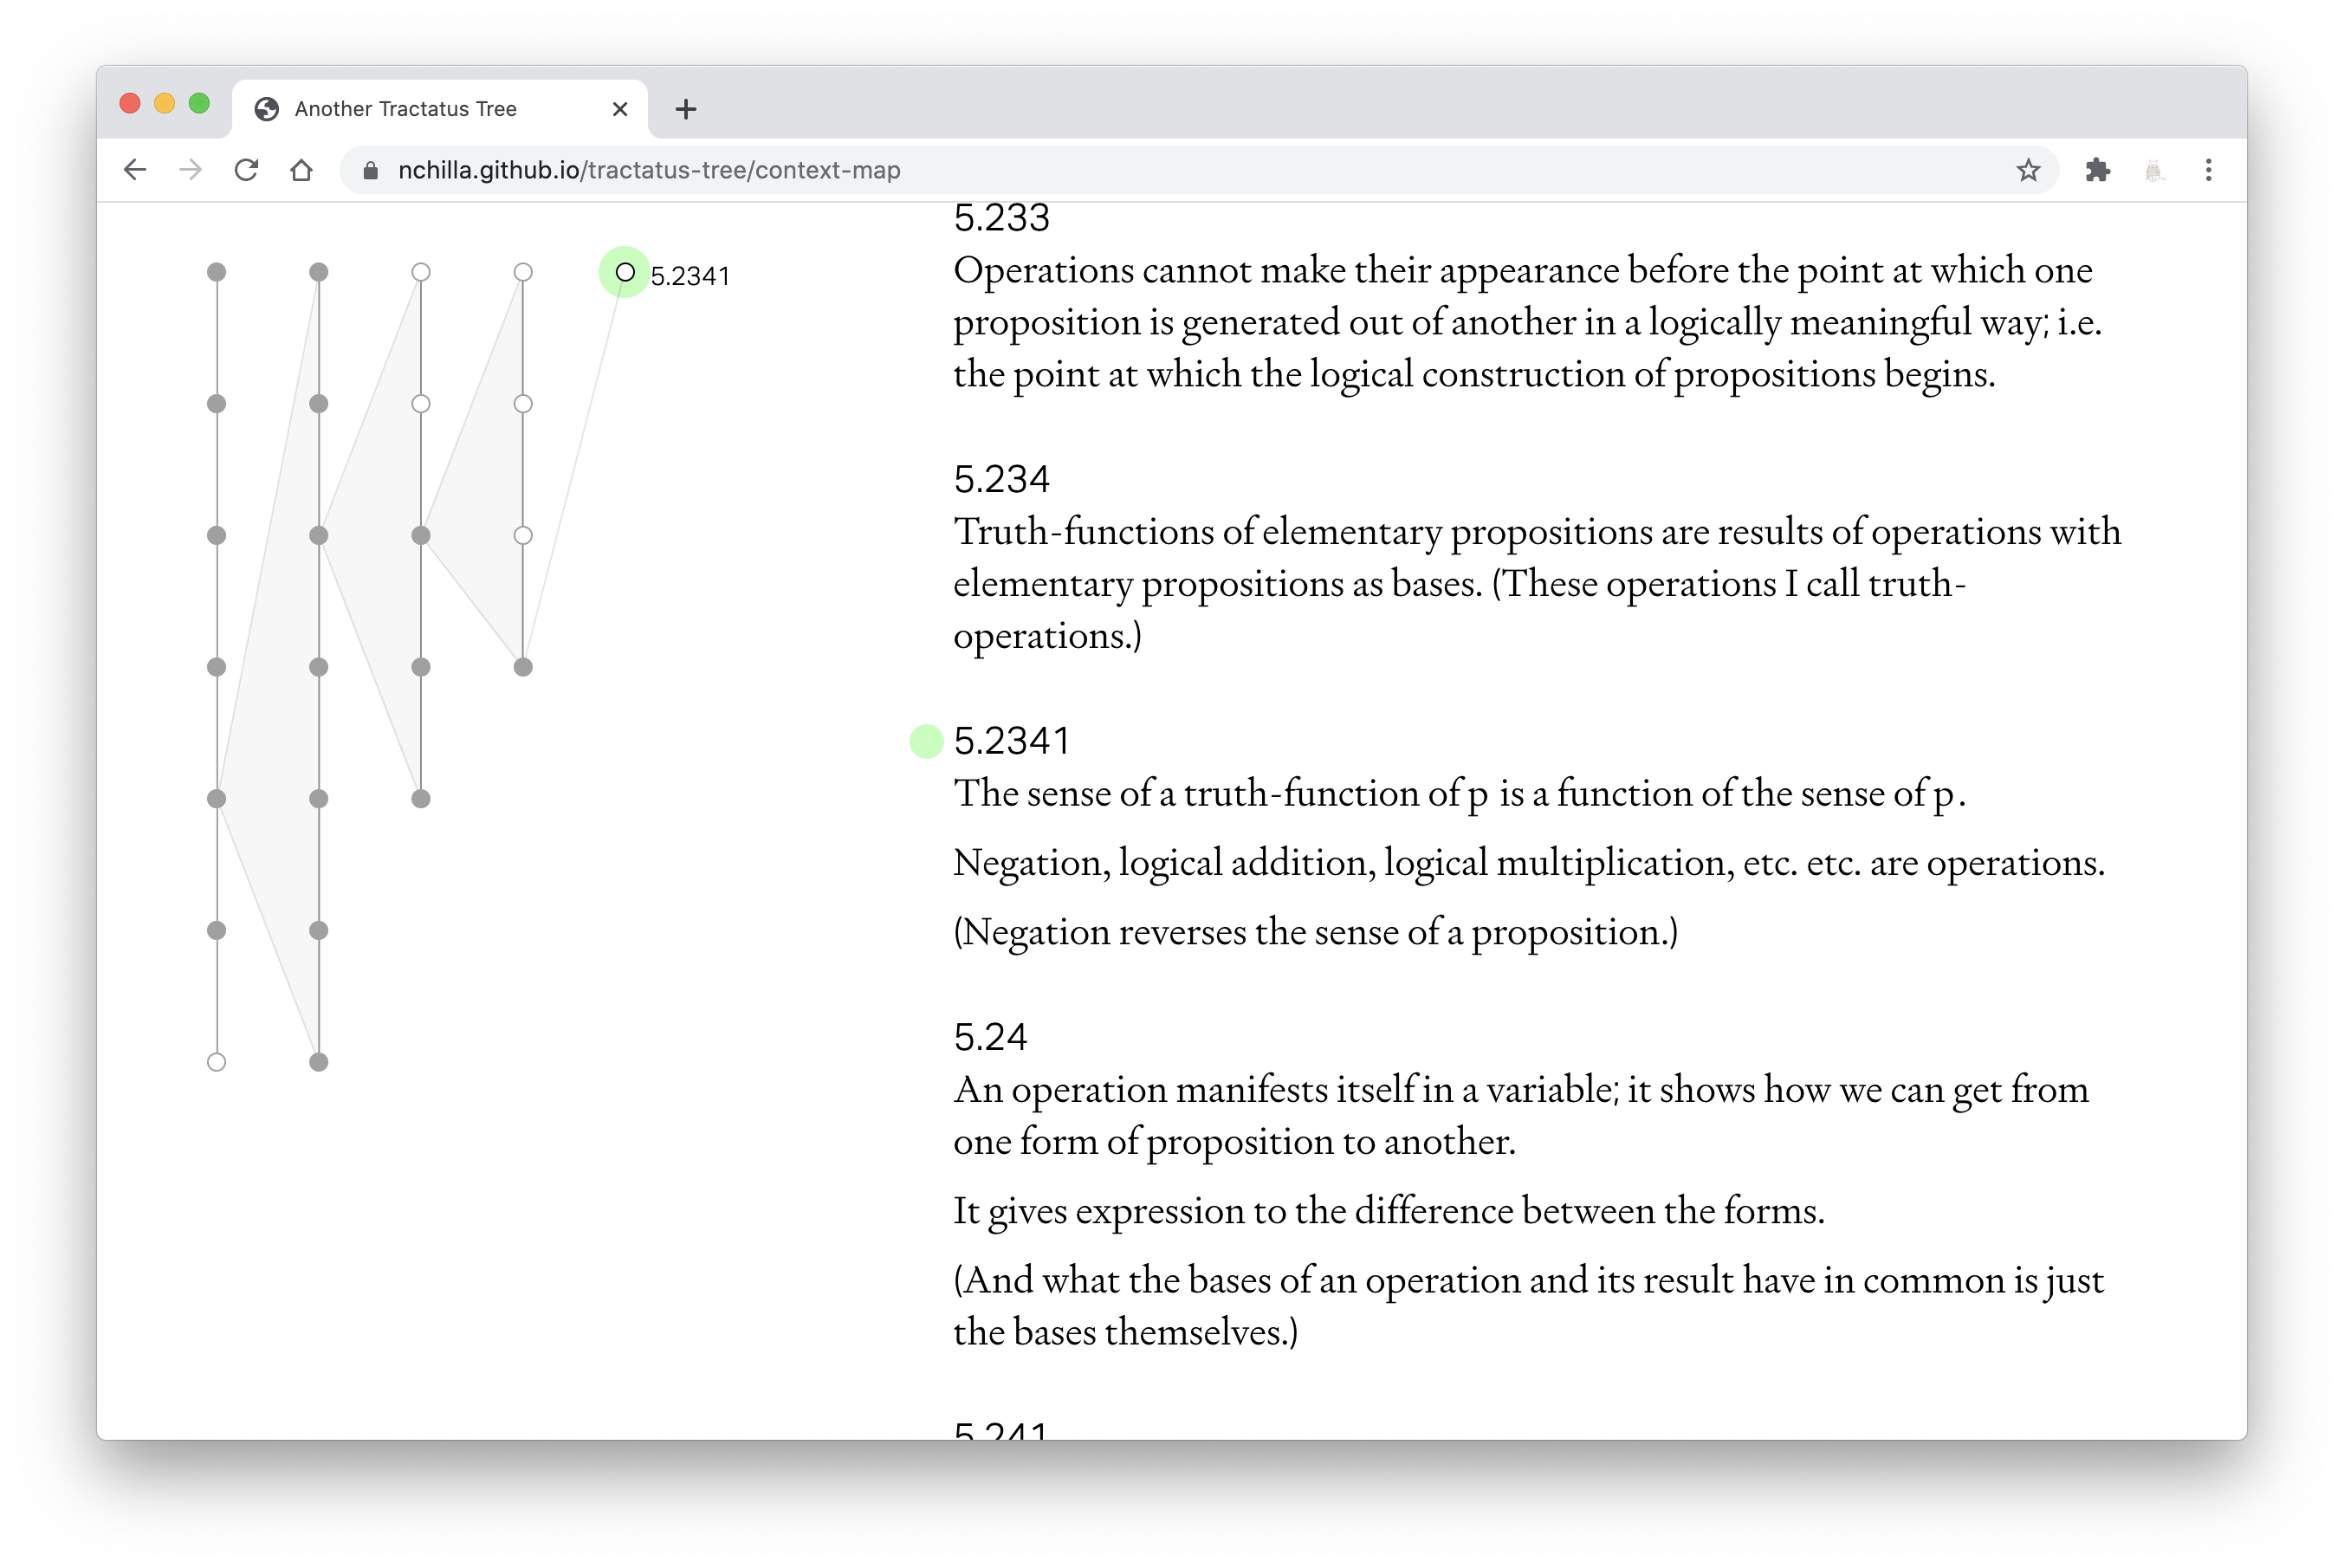 Another Tractatus Tree
nchilla.github.io/tractatus-tree/context-map
5.2341
5.233
Operations cannot make their appearance before the point at which one
proposition is generated out of another in a logically meaningful way; i.e.
the point at which the logical construction of propositions begins.
5.234
Truth-functions of elementary propositions are results of operations with
elementary propositions as bases. (These operations I call truth-
operations.)
5.2341
The sense of a truth-function of p is a function of the sense of p.
Negation, logical addition, logical multiplication, etc. etc. are operations.
(Negation reverses the sense of a proposition.)
5.24
An operation manifests itself in a variable; it shows how we can get from
one form of proposition to another.
It gives expression to the difference between the forms.
(And what the bases of an operation and its result have in common is just
the bases themselves.)
5.241